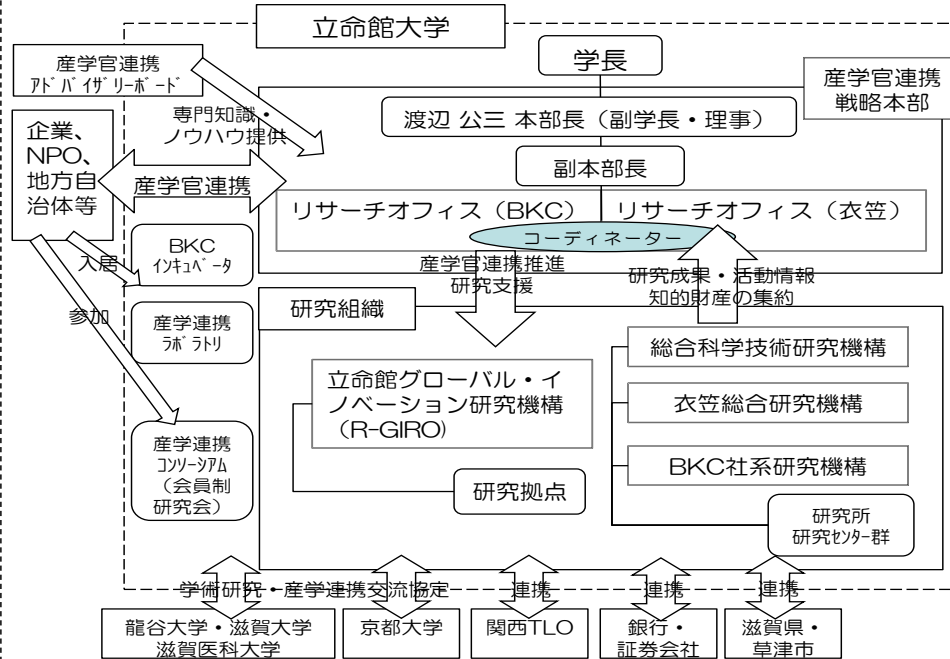 立命館大学
産学官連携
ｱﾄﾞﾊﾞｲｻﾞﾘｰﾎﾞｰﾄﾞ
学長
産学官連携
戦略本部
専門知識・
ノウハウ提供
渡辺 公三 本部長（副学長・理事）
企業、
NPO、
地方自
治体等
産学官連携
副本部長
リサーチオフィス（BKC）
リサーチオフィス（衣笠）
コーディネーター
BKC
ｲﾝｷｭﾍﾞｰﾀ
入居
産学官連携推進
研究支援
研究成果・活動情報
知的財産の集約
参加
産学連携
ﾗﾎﾞﾗﾄﾘ
研究組織
総合科学技術研究機構
立命館グローバル・イ
ノベーション研究機構
（R-GIRO)
衣笠総合研究機構
産学連携
ｺﾝソーｼｱﾑ
（会員制
研究会）
BKC社系研究機構
研究拠点
研究所
研究ｾﾝﾀｰ群
学術研究・産学連携交流協定
連携
連携
連携
龍谷大学・滋賀大学
滋賀医科大学
京都大学
関西TLO
銀行・
証券会社
滋賀県・
草津市